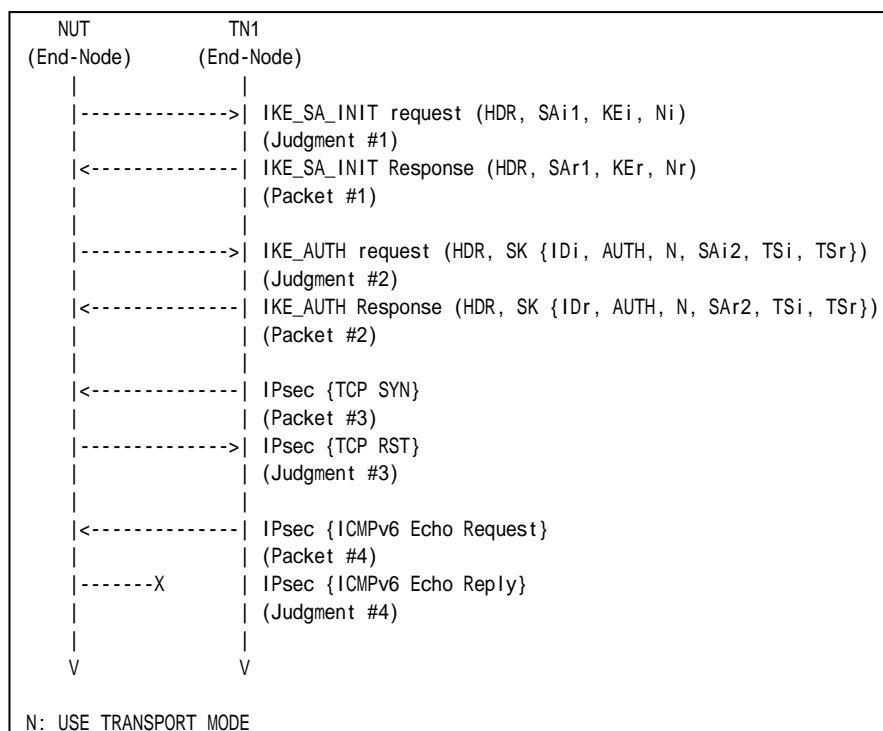 NUT TN1
(End-Node) (End-Node)
| |
|-------------->| IKE_SA_INIT request (HDR, SAi1, KEi, Ni)
| | (Judgment #1)
|<--------------| IKE_SA_INIT Response (HDR, SAr1, KEr, Nr)
| | (Packet #1)
| |
|-------------->| IKE_AUTH request (HDR, SK {IDi, AUTH, N, SAi2, TSi, TSr})
| | (Judgment #2)
|<--------------| IKE_AUTH Response (HDR, SK {IDr, AUTH, N, SAr2, TSi, TSr})
| | (Packet #2)
| |
|<--------------| IPsec {TCP SYN}
| | (Packet #3)
|-------------->| IPsec {TCP RST}
| | (Judgment #3)
| |
|<--------------| IPsec {ICMPv6 Echo Request}
| | (Packet #4)
|-------X | IPsec {ICMPv6 Echo Reply}
| | (Judgment #4)
| |
V V
N: USE TRANSPORT MODE